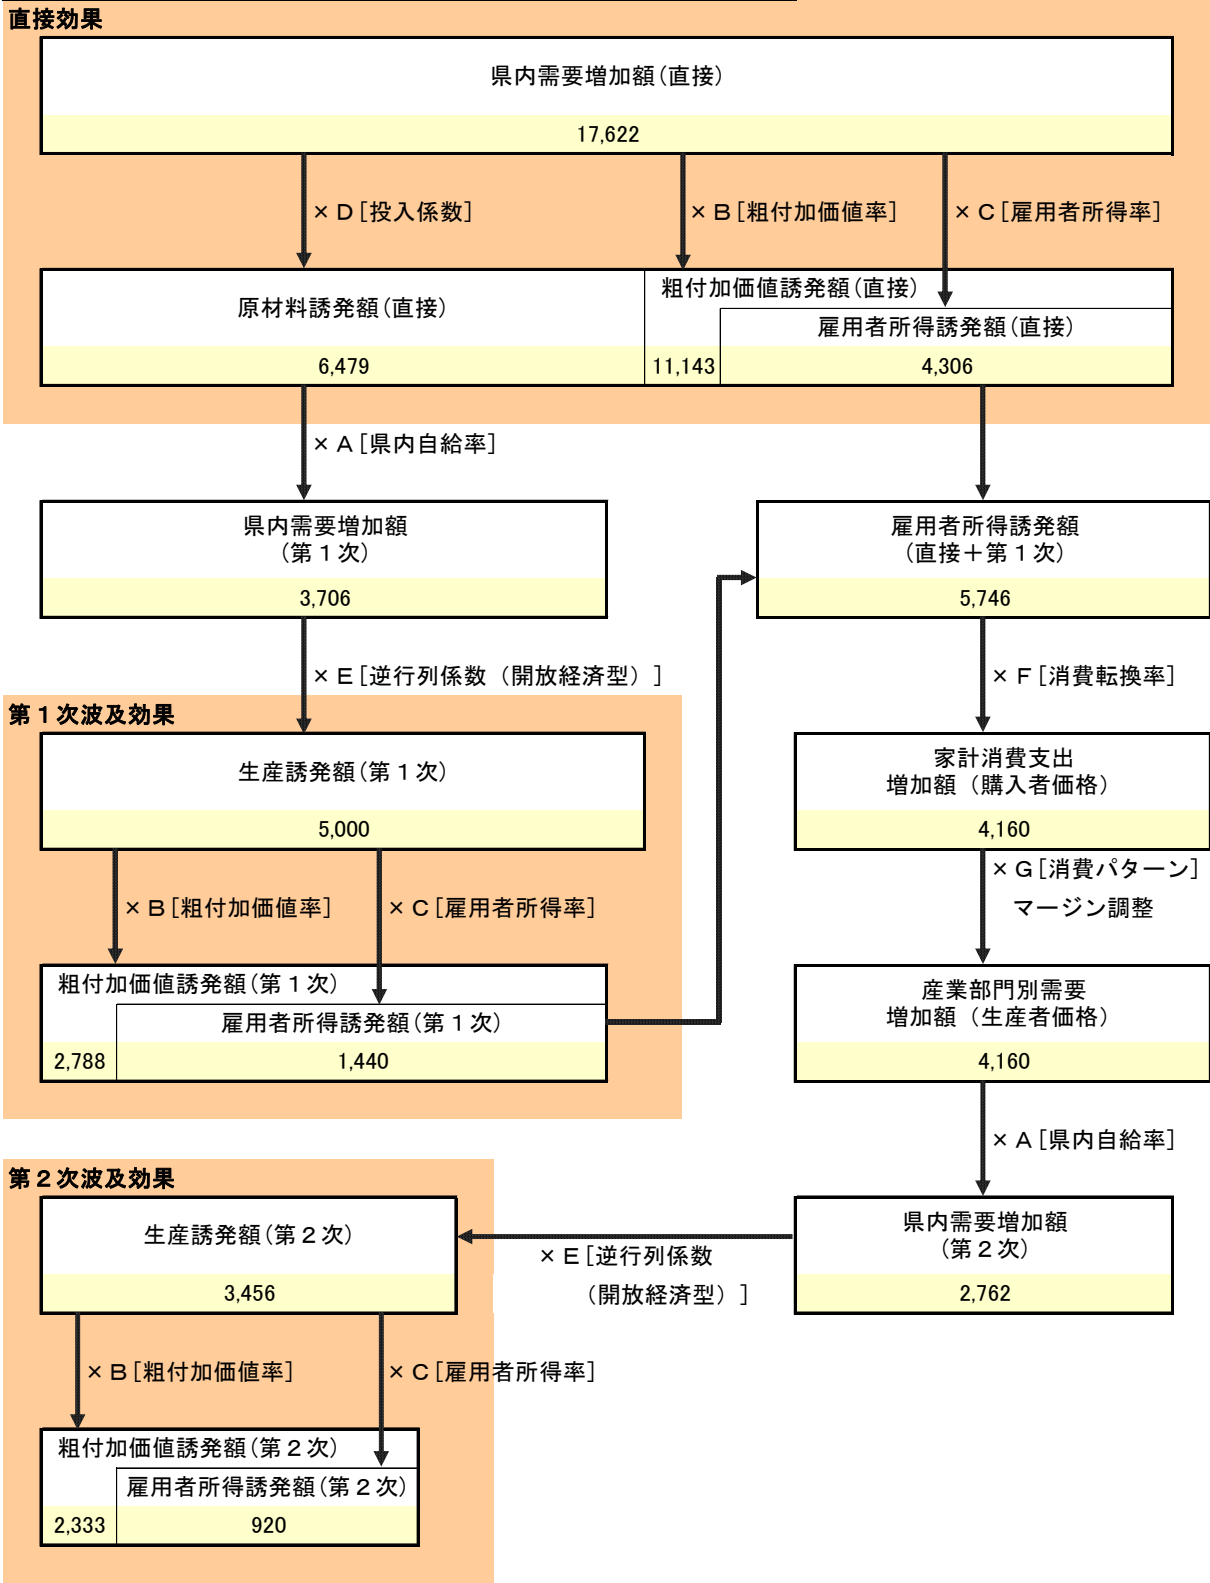 直接効果
県内需要増加額(直接)
17,622
× D[投入係数]
× B[粗付加価値率]
× C[雇用者所得率]
原材料誘発額(直接)
粗付加価値誘発額(直接)
雇用者所得誘発額(直接)
6,479
11,143
4,306
× A[県内自給率]
県内需要増加額
(第1次)
3,706
雇用者所得誘発額
(直接＋第1次)
5,746
× E[逆行列係数（開放経済型）]
× F[消費転換率]
第1次波及効果
生産誘発額(第1次)
5,000
家計消費支出
増加額（購入者価格）
4,160
× B[粗付加価値率]
× C[雇用者所得率]
× G[消費パターン]
マージン調整
粗付加価値誘発額(第1次)
雇用者所得誘発額(第1次)
2,788
1,440
産業部門別需要
増加額（生産者価格）
4,160
× A[県内自給率]
第2次波及効果
生産誘発額(第2次)
3,456
× E[逆行列係数
（開放経済型）]
県内需要増加額
(第2次)
2,762
× B[粗付加価値率]
× C[雇用者所得率]
粗付加価値誘発額(第2次)
雇用者所得誘発額(第2次)
2,333
920